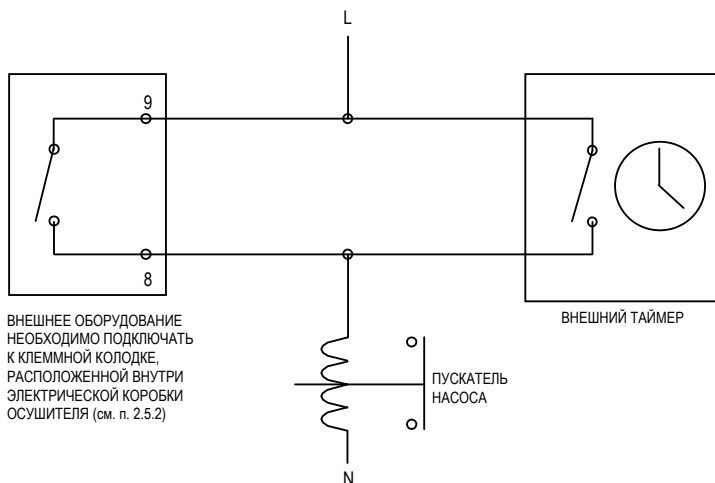 L
9
8
ВНЕШНЕЕ ОБОРУДОВАНИЕ
НЕОБХОДИМО ПОДКЛЮЧАТЬ
К КЛЕММНОЙ КОЛОДКЕ,
РАСПОЛОЖЕННОЙ ВНУТРИ
ЭЛЕКТРИЧЕСКОЙ КОРОБКИ
ОСУШИТЕЛЯ (см. п. 2.5.2)
ВНЕШНИЙ ТАЙМЕР
ПУСКАТЕЛЬ
НАСОСА
N